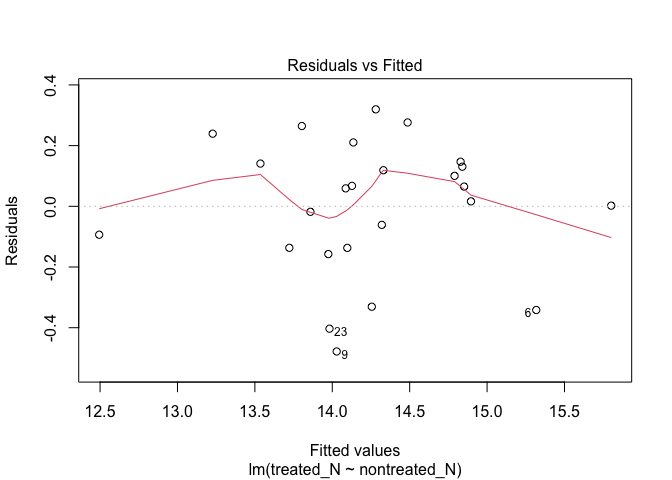 Residuals vs Fitted
Residuals
0.4
0.2
0.0
-0.2
-0.4
23
9
6
12.5 13.0 13.5 14.0 14.5 15.0 15.5
Fitted values
lm(treated_N ~ nontreated_N)